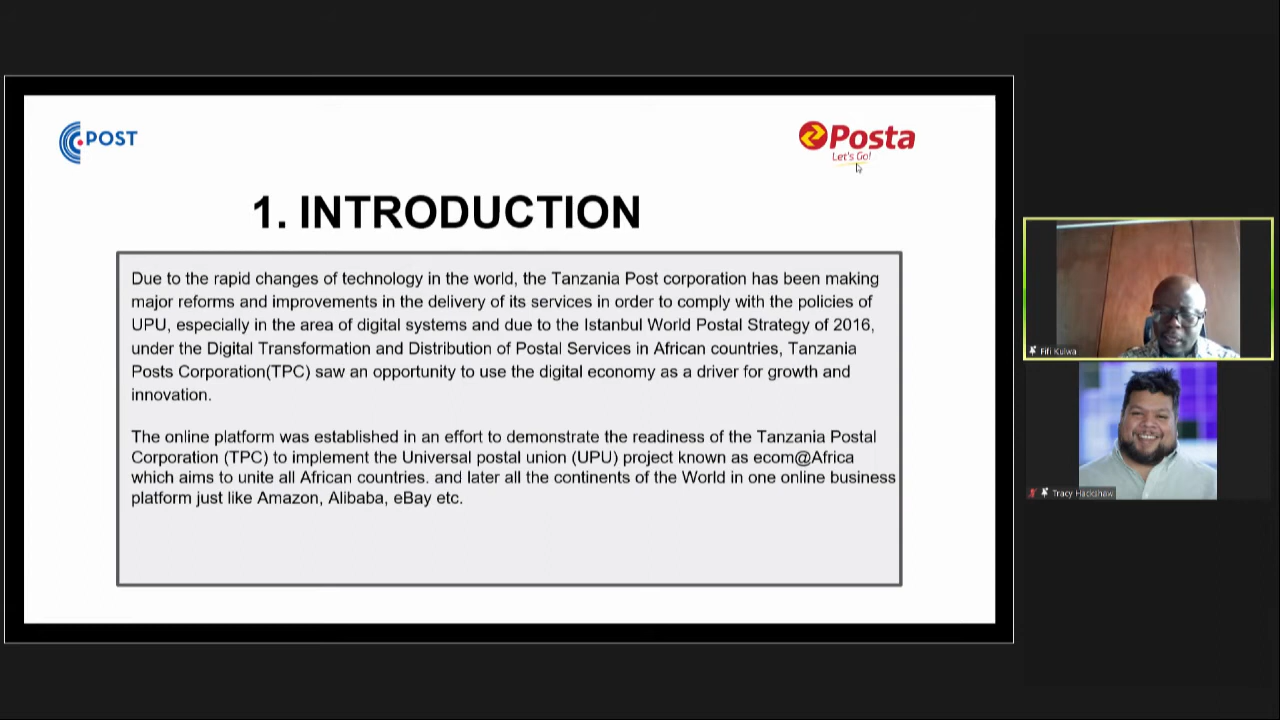 POST
Posta
Let's Go!
1. INTRODUCTION
Due to the rapid changes of technology in the world, the Tanzania Post corporation has been making
major reforms and improvements in the delivery of its services in order to comply with the policies of
UPU, especially in the area of digital systems and due to the Istanbul World Postal Strategy of 2016,
under the Digital Transformation and Distribution of Postal Services in African countries, Tanzania
Posts Corporation(TPC) saw an opportunity to use the digital economy as a driver for growth and
innovation.
The online platform was established in an effort to demonstrate the readiness of the Tanzania Postal
Corporation (TPC) to implement the Universal postal union (UPU) project known as ecom@Africa
which aims to unite all African countries. and later all the continents of the World in one online business
platform just like Amazon, Alibaba, eBay etc.
Fifi Kulwa
Tracy Hackshaw